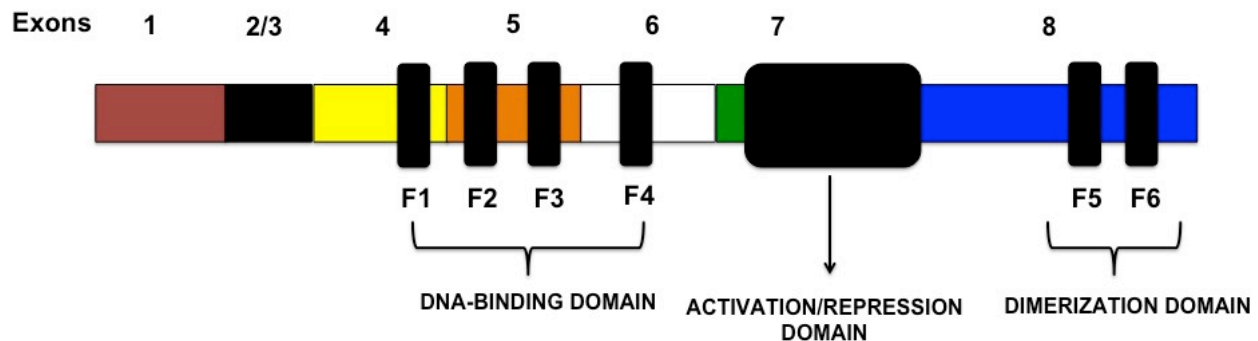 Exons 1 2/3 4 5 6 7 8
F1 F2 F3 F4 F5 F6
DNA-BINDING DOMAIN
ACTIVATION/REPRESSION
DOMAIN
DIMERIZATION DOMAIN